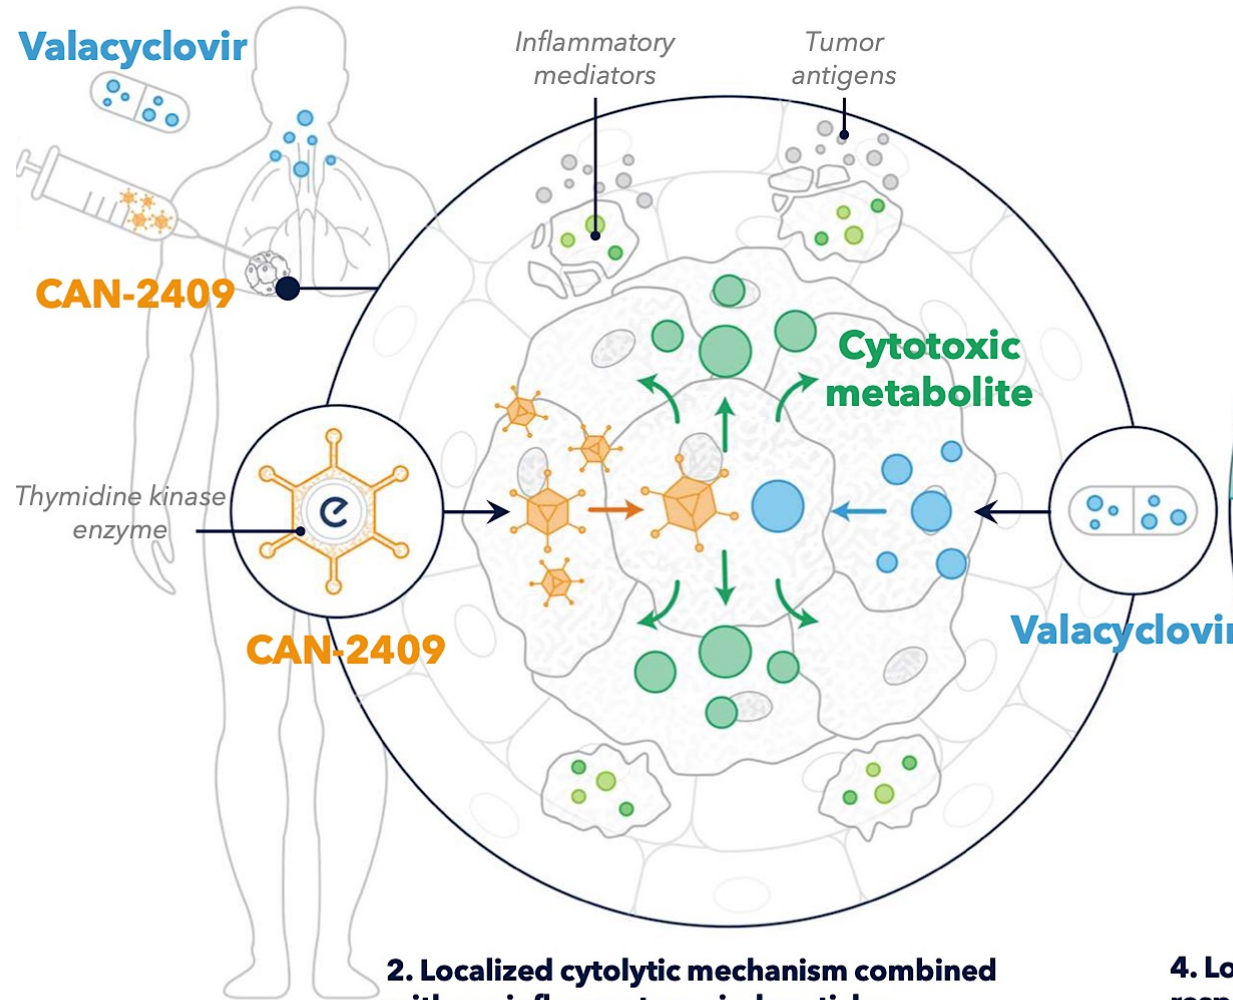 Valacyclovir
Inflammatory
mediators
Tumor
antigens
CAN-2409
Cytotoxic
metabolite
Thymidine kinase
enzyme
e
CAN-2409
Valacyclovir
2. Localized cytolytic mechanism combined
4. Lo